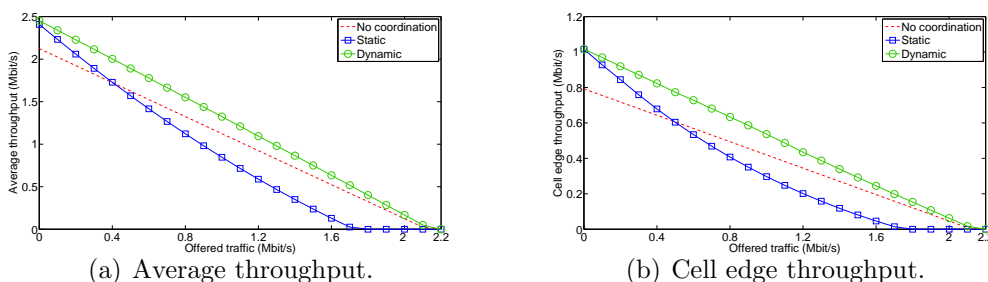 2.5
2
1.5
1
0.5
0
Average throughput (Mbit/s)
No coordination
Static
Dynamic
0 0.4 0.8 1.2 1.6 2 2.2
Offered traffic (Mbit/s)
(a) Average throughput.
1.2
1
0.8
0.6
0.4
0.2
0
Cell edge throughput (Mbit/s)
No coordination
Static
Dynamic
0 0.4 0.8 1.2 1.6 2 2.2
Offered traffic (Mbit/s)
(b) Cell edge throughput.